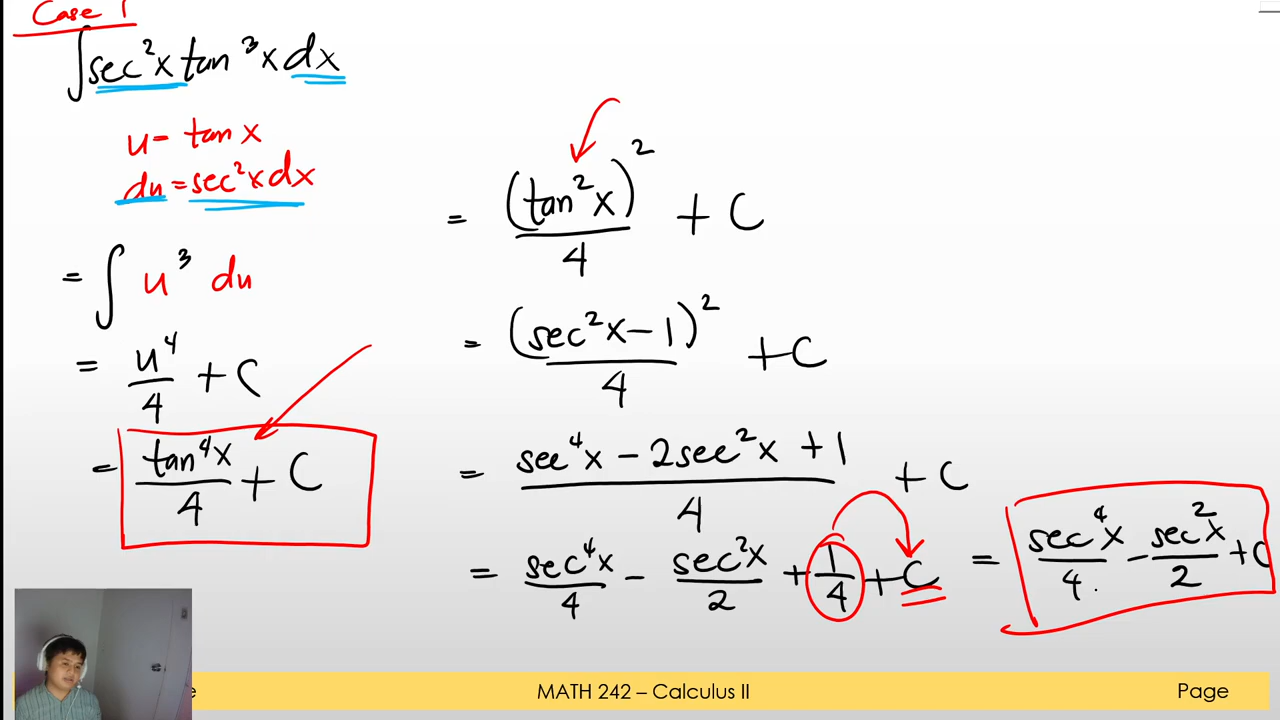 Case 1
∫sec²x tan³x dx
u = tan x
du = sec²x dx
= ∫ u³ du
= u⁴/4 + C
= tan⁴x/4 + C
= (tan²x)²/4 + C
= (sec²x − 1)²/4 + C
= sec⁴x − 2sec²x + 1/4 + C
= sec⁴x/4 − sec²x/2 + 1/4 + C = sec⁴x/4 − sec²x/2 + C
MATH 242 – Calculus II
Page